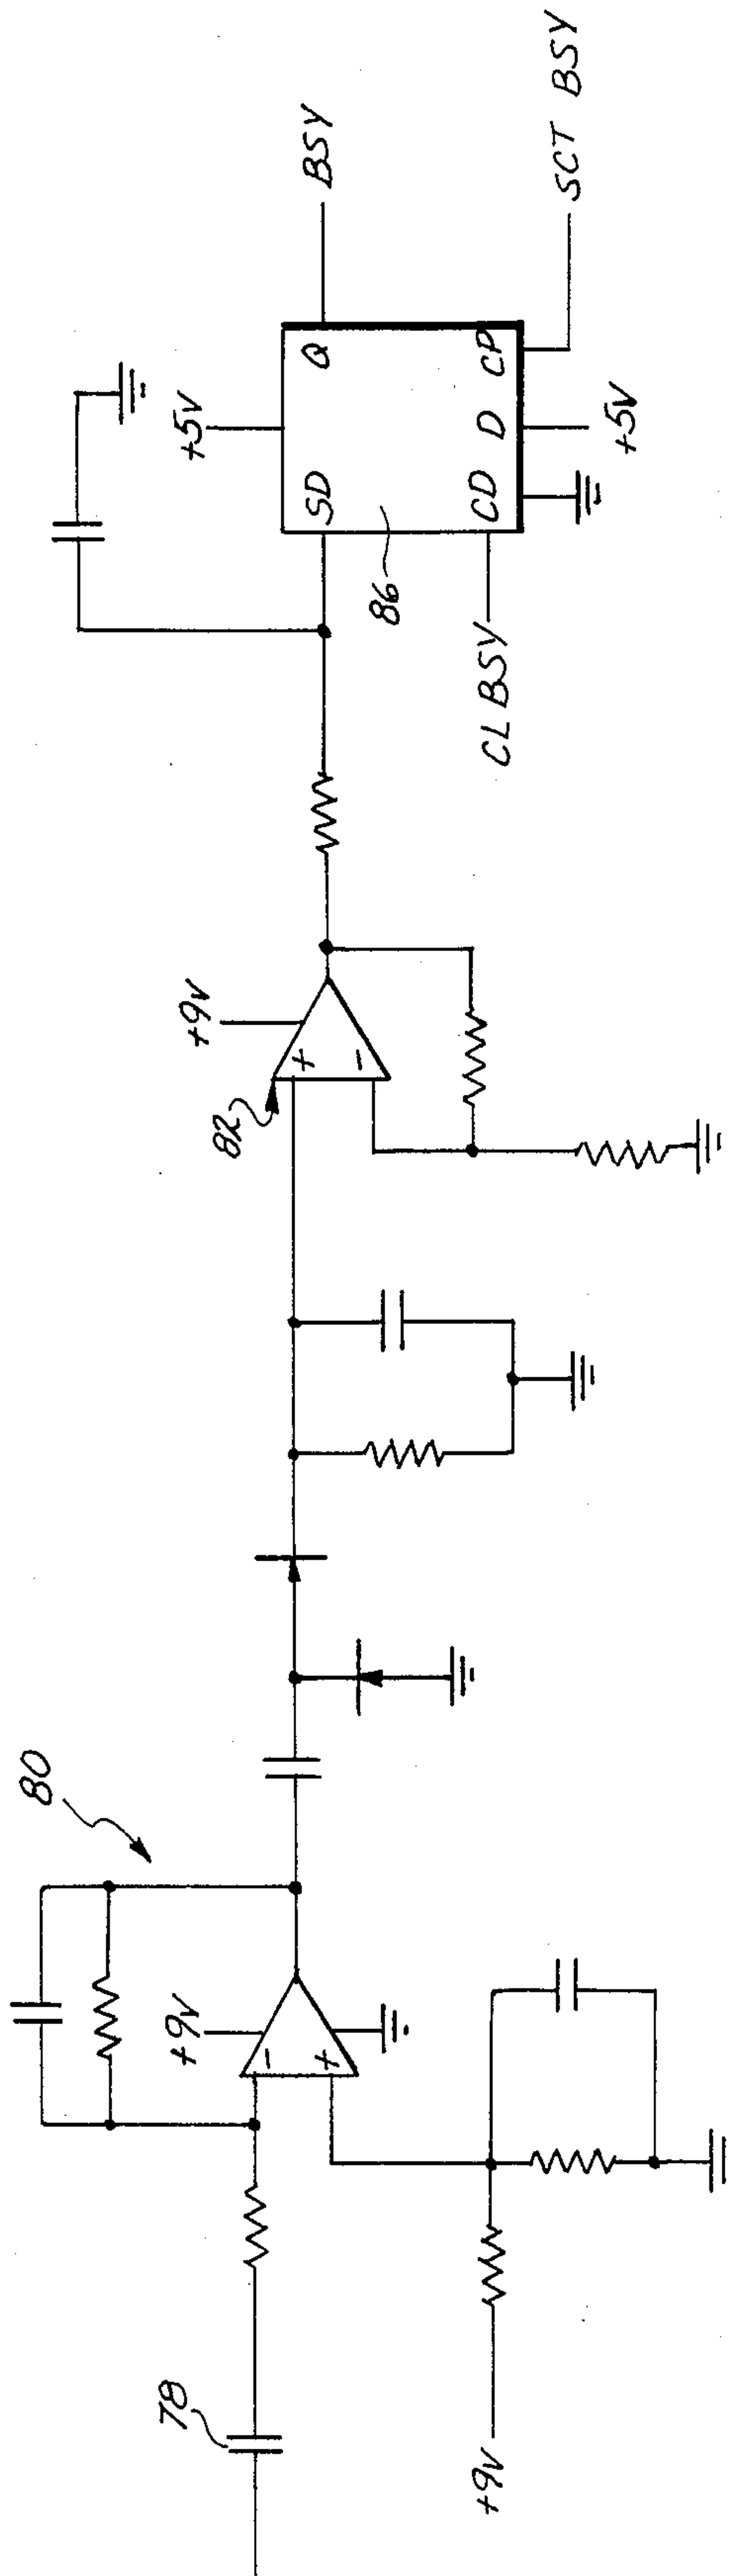 78
80
+9V
-
+
+9V
82
+9V
+
-
86
+5V
SD
Q
CD
D
CP
BSY
CL BSY
+5V
SCT BSY